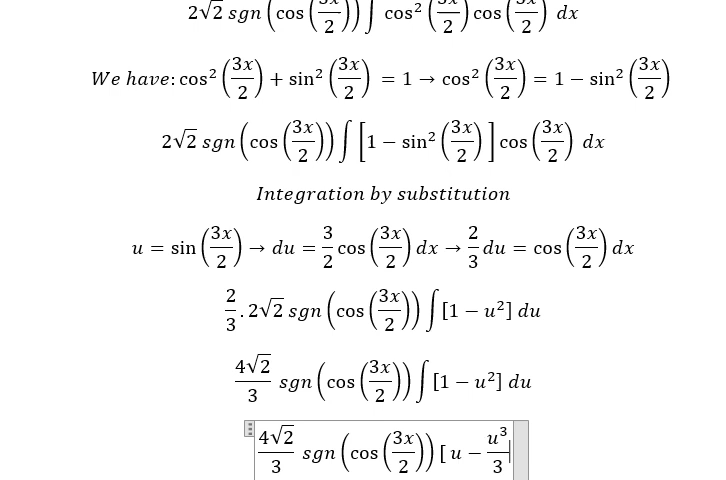 2√2 sgn (cos (3x/2)) ∫ cos² (3x/2) cos (3x/2) dx
We have: cos² (3x/2) + sin² (3x/2) = 1 → cos² (3x/2) = 1 − sin² (3x/2)
2√2 sgn (cos (3x/2)) ∫ [1 − sin² (3x/2)] cos (3x/2) dx
Integration by substitution
u = sin (3x/2) → du = 3/2 cos (3x/2) dx → 2/3 du = cos (3x/2) dx
2/3 . 2√2 sgn (cos (3x/2)) ∫ [1 − u²] du
4√2/3 sgn (cos (3x/2)) ∫ [1 − u²] du
4√2/3 sgn (cos (3x/2)) [ u − u³/3